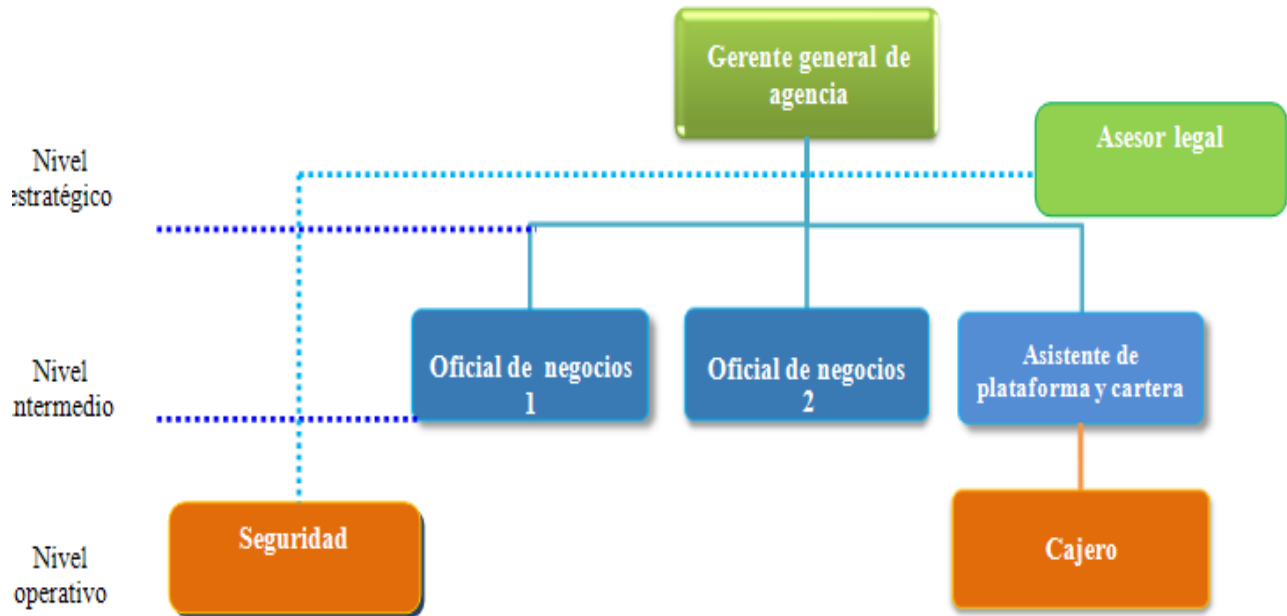 Gerente general de
agencia
Asesor legal
Nivel
estratégico
Oficial de negocios
1
Oficial de negocios
2
Asistente de
plataforma y cartera
Nivel
intermedio
Seguridad
Cajero
Nivel
operativo